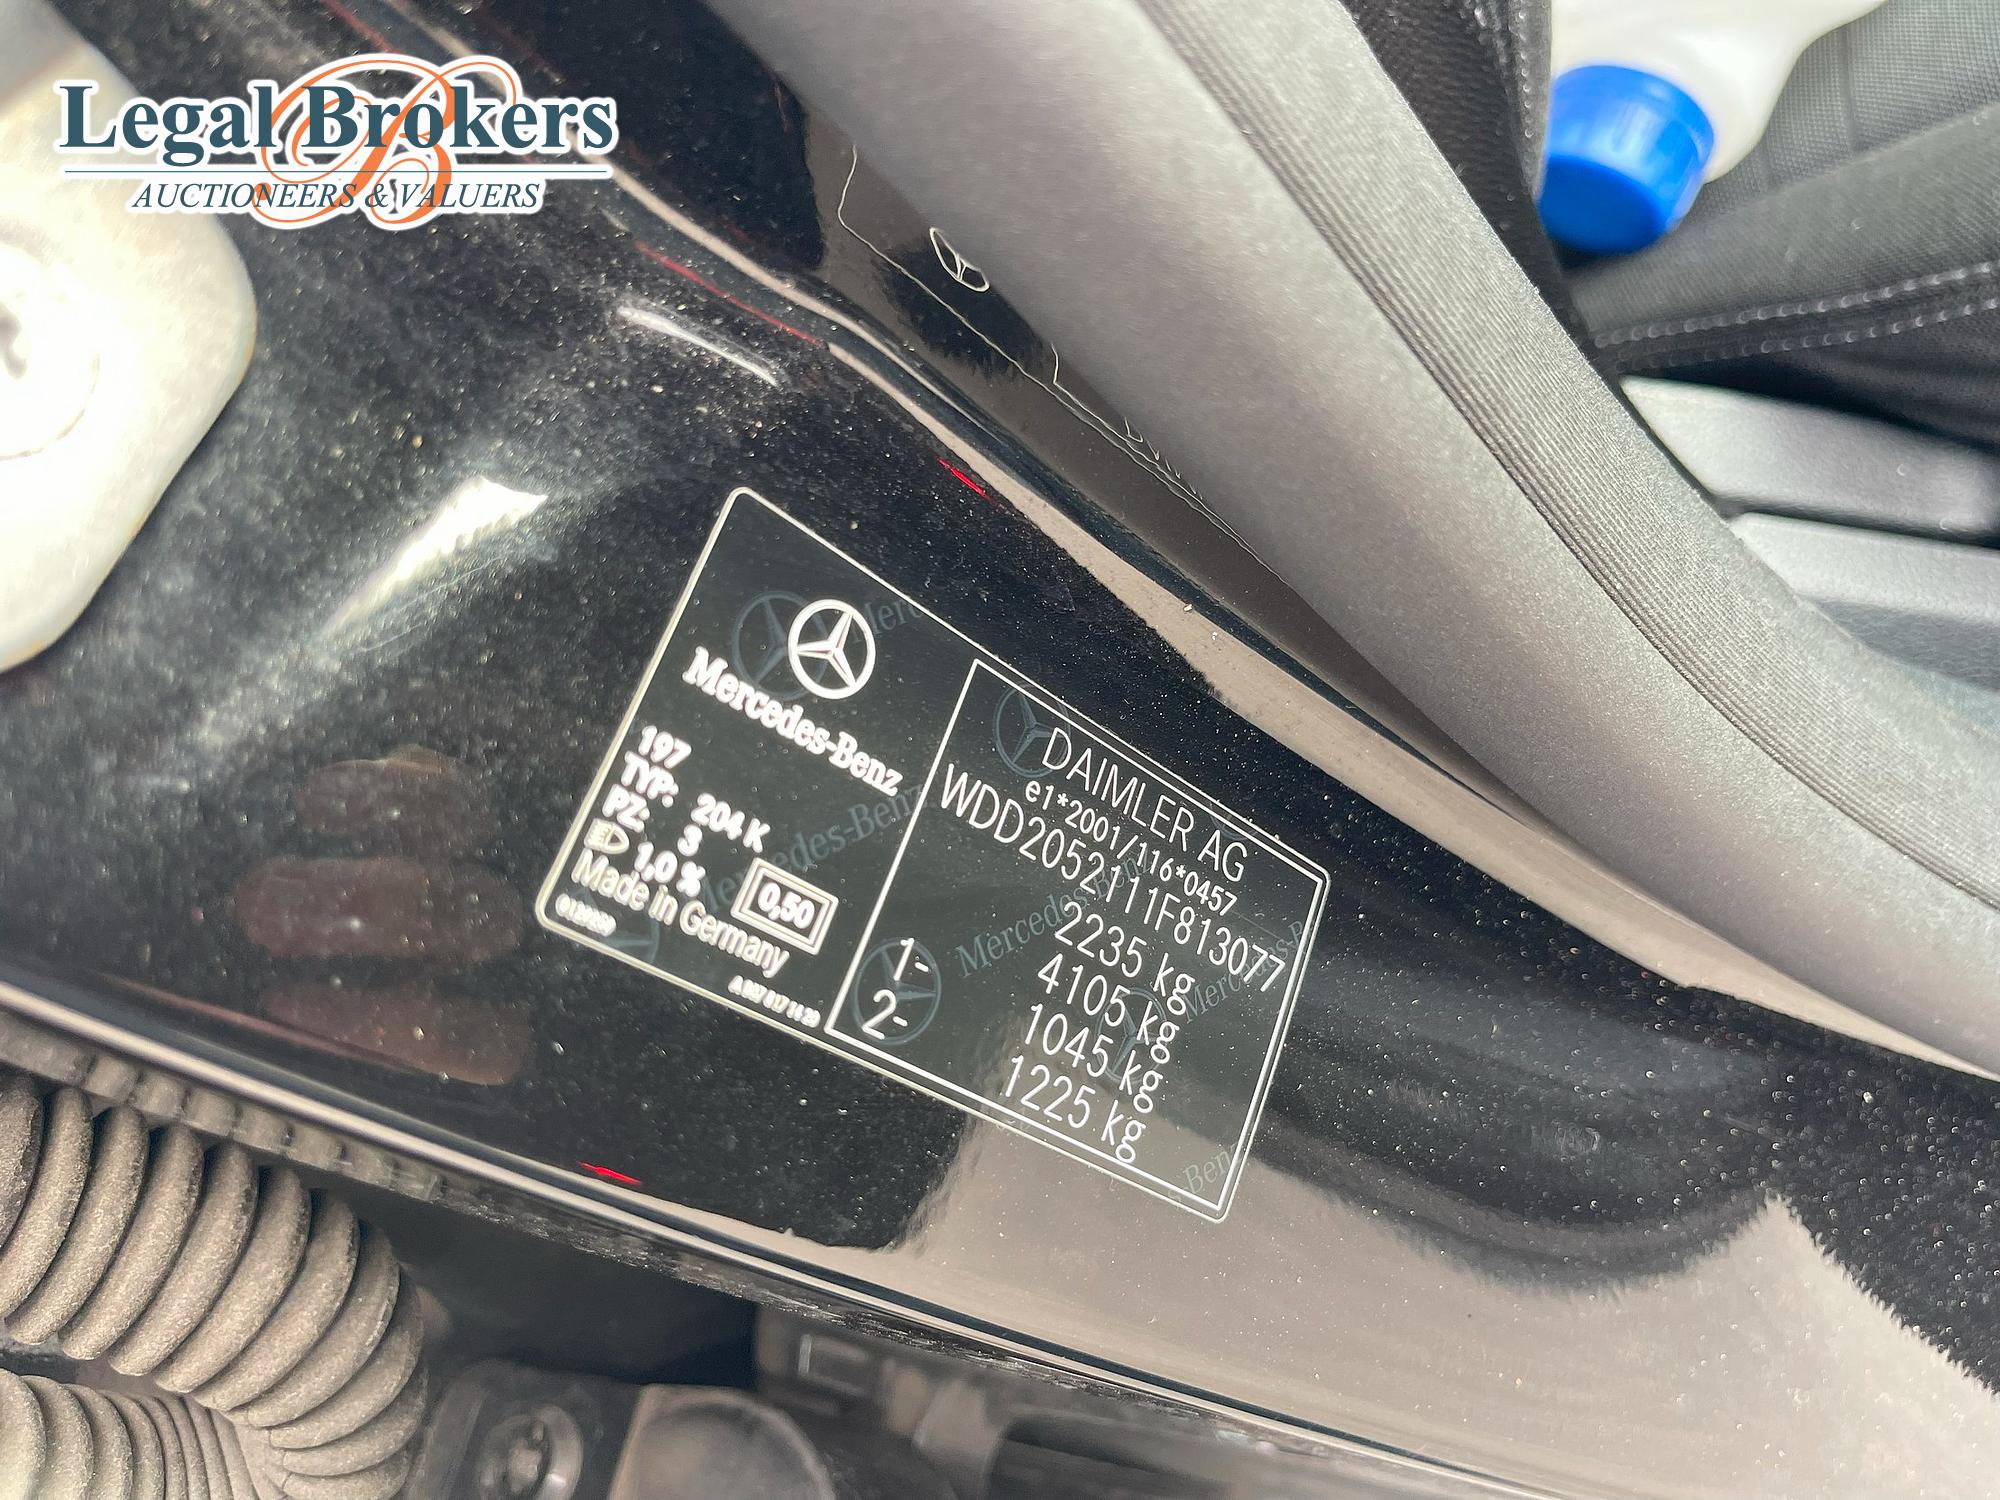 Legal Brokers
AUCTIONEERS & VALUERS
Mercedes-Benz
197
TYP: 204 K
PZ: 3
1,0 %
0,50
Made in Germany
DAIMLER AG
e1*2001/116*0457
WDD2052111F813077
2235 kg
4105 kg
1- 1045 kg
2- 1225 kg